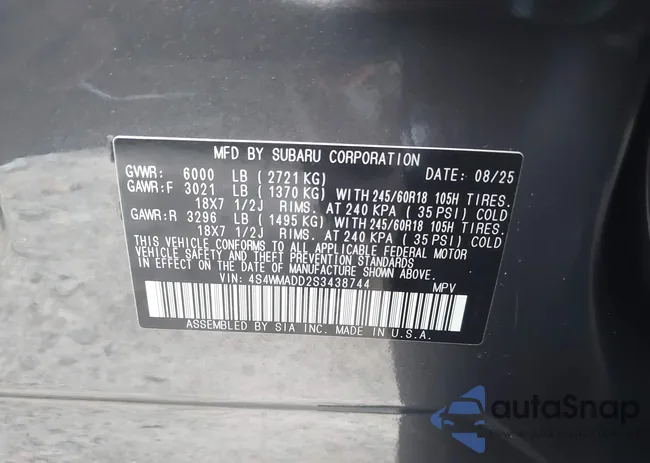 MFD BY SUBARU CORPORATION DATE: 08/25
GVWR: 6000 LB (2721 KG)
GAWR:F 3021 LB (1370 KG) WITH 245/60R18 105H TIRES.
18X7 1/2J RIMS. AT 240 KPA (35 PSI) COLD
GAWR:R 3296 LB (1495 KG) WITH 245/60R18 105H TIRES.
18X7 1/2J RIMS. AT 240 KPA (35 PSI) COLD
THIS VEHICLE CONFORMS TO ALL APPLICABLE FEDERAL MOTOR
VEHICLE SAFETY AND THEFT PREVENTION STANDARDS
IN EFFECT ON THE DATE OF MANUFACTURE SHOWN ABOVE.
VIN: 4S4WMADD2S3438744 MPV
ASSEMBLED BY SIA INC. MADE IN U.S.A.
autoSnap